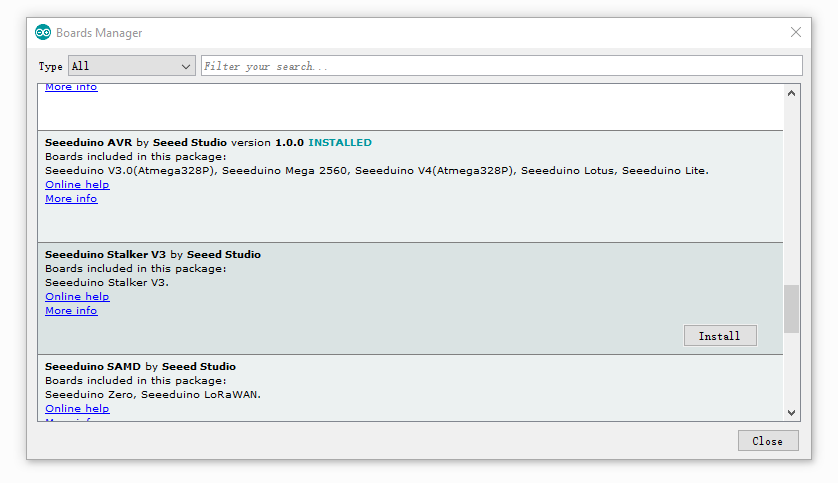 Boards Manager
Type All Filter your search...
More info
Seeeduino AVR by Seeed Studio version 1.0.0 INSTALLED
Boards included in this package:
Seeeduino V3.0(Atmega328P), Seeeduino Mega 2560, Seeeduino V4(Atmega328P), Seeeduino Lotus, Seeeduino Lite.
Online help
More info
Seeeduino Stalker V3 by Seeed Studio
Boards included in this package:
Seeeduino Stalker V3.
Online help
More info
Install
Seeeduino SAMD by Seeed Studio
Boards included in this package:
Seeeduino Zero, Seeeduino LoRaWAN.
Online help
More info
Close